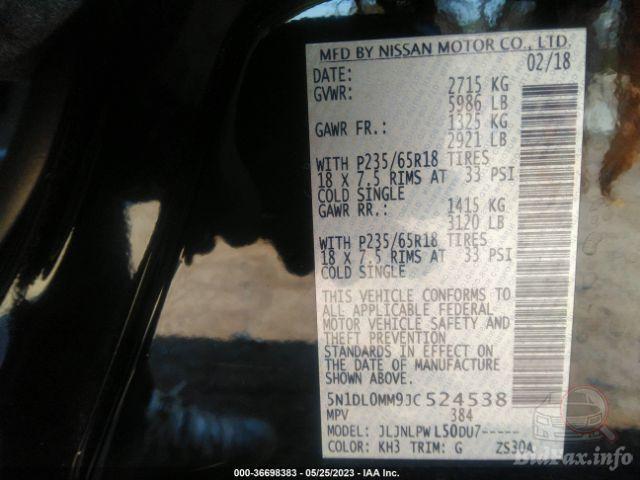 MFD BY NISSAN MOTOR CO., LTD.
DATE: 02/18
GVWR: 2715 KG
5986 LB
GAWR FR.: 1325 KG
2921 LB
WITH P235/65R18 TIRES
18 X 7.5 RIMS AT 33 PSI
COLD SINGLE
GAWR RR.: 1415 KG
3120 LB
WITH P235/65R18 TIRES
18 X 7.5 RIMS AT 33 PSI
COLD SINGLE
THIS VEHICLE CONFORMS TO
ALL APPLICABLE FEDERAL
MOTOR VEHICLE SAFETY AND
THEFT PREVENTION
STANDARDS IN EFFECT ON
THE DATE OF MANUFACTURE
SHOWN ABOVE.
5N1DL0MM9JC524538
MPV 384
MODEL: JLJNLPWL50DU7-----
COLOR: KH3 TRIM: G ZS30A
BidFax.info
000-36698383 - 05/25/2023 - IAA Inc.